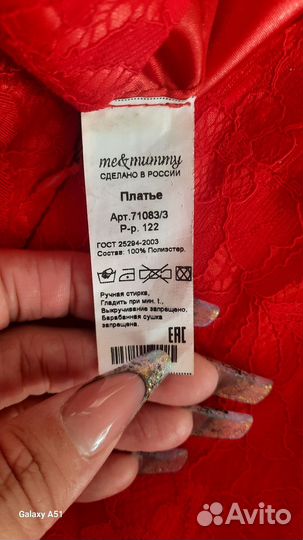 me&mummy
СДЕЛАНО В РОССИИ
Платье
Арт.71083/3
Р-р. 122
ГОСТ 25294-2003
Состав: 100% Полиэстер.
Ручная стирка,
Гладить при мин. t.,
Выкручивание запрещено,
Барабанная сушка
запрещена.
ЕАС
Galaxy A51
Avito